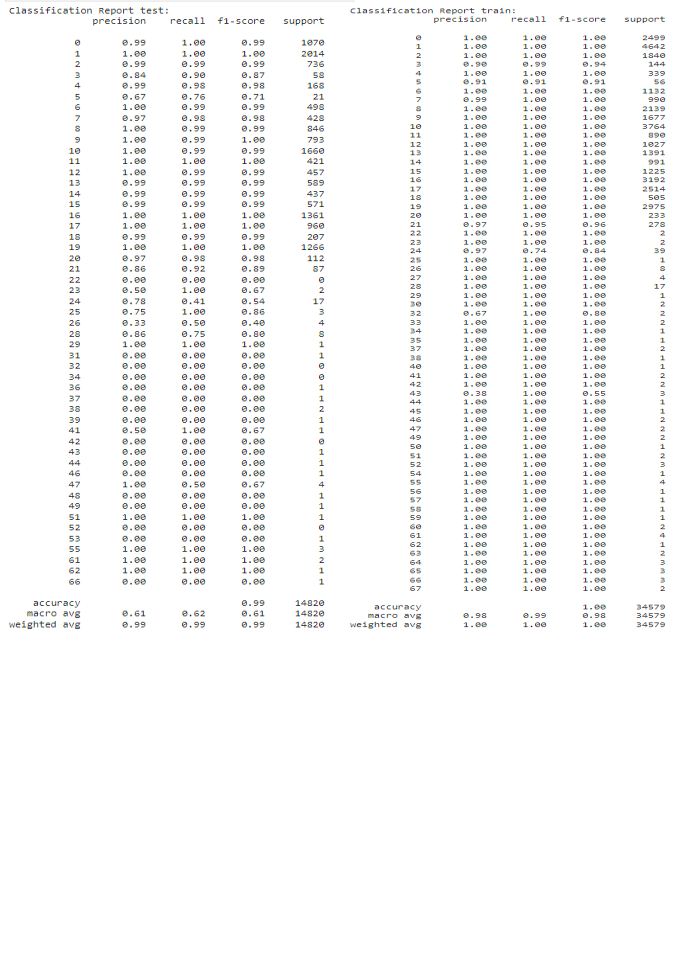 Classification Report test:
precision recall f1-score support
0 0.99 1.00 0.99 1070
1 1.00 1.00 1.00 2014
2 0.99 0.99 0.99 736
3 0.84 0.90 0.87 58
4 0.99 0.98 0.98 168
5 0.67 0.76 0.71 21
6 1.00 0.99 0.99 498
7 0.97 0.98 0.98 428
8 1.00 0.99 0.99 846
9 1.00 0.99 1.00 793
10 1.00 0.99 0.99 1660
11 1.00 1.00 1.00 421
12 1.00 0.99 0.99 457
13 0.99 0.99 0.99 589
14 0.99 0.99 0.99 437
15 0.99 0.99 0.99 571
16 1.00 1.00 1.00 1361
17 1.00 1.00 1.00 960
18 0.99 0.99 0.99 207
19 1.00 1.00 1.00 1266
20 0.97 0.98 0.98 112
21 0.86 0.92 0.89 87
22 0.00 0.00 0.00 0
23 0.50 1.00 0.67 2
24 0.78 0.41 0.54 17
25 0.75 1.00 0.86 3
26 0.33 0.50 0.40 4
28 0.86 0.75 0.80 8
29 1.00 1.00 1.00 1
31 0.00 0.00 0.00 1
32 0.00 0.00 0.00 0
34 0.00 0.00 0.00 0
36 0.00 0.00 0.00 1
37 0.00 0.00 0.00 1
38 0.00 0.00 0.00 2
39 0.00 0.00 0.00 1
41 0.50 1.00 0.67 1
42 0.00 0.00 0.00 0
43 0.00 0.00 0.00 1
44 0.00 0.00 0.00 1
46 0.00 0.00 0.00 1
47 1.00 0.50 0.67 4
48 0.00 0.00 0.00 1
49 0.00 0.00 0.00 1
51 1.00 1.00 1.00 1
52 0.00 0.00 0.00 0
53 0.00 0.00 0.00 1
55 1.00 1.00 1.00 3
61 1.00 1.00 1.00 2
62 1.00 1.00 1.00 1
66 0.00 0.00 0.00 1
accuracy 0.99 14820
macro avg 0.61 0.62 0.61 14820
weighted avg 0.99 0.99 0.99 14820
Classification Report train:
precision recall f1-score support
0 1.00 1.00 1.00 2499
1 1.00 1.00 1.00 4642
2 1.00 1.00 1.00 1840
3 0.90 0.99 0.94 144
4 1.00 1.00 1.00 339
5 0.91 0.91 0.91 56
6 1.00 1.00 1.00 1132
7 0.99 1.00 1.00 990
8 1.00 1.00 1.00 2139
9 1.00 1.00 1.00 1677
10 1.00 1.00 1.00 3764
11 1.00 1.00 1.00 890
12 1.00 1.00 1.00 1027
13 1.00 1.00 1.00 1391
14 1.00 1.00 1.00 991
15 1.00 1.00 1.00 1225
16 1.00 1.00 1.00 3192
17 1.00 1.00 1.00 2514
18 1.00 1.00 1.00 505
19 1.00 1.00 1.00 2975
20 1.00 1.00 1.00 233
21 0.97 0.95 0.96 278
22 1.00 1.00 1.00 2
23 1.00 1.00 1.00 2
24 0.97 0.74 0.84 39
25 1.00 1.00 1.00 1
26 1.00 1.00 1.00 8
27 1.00 1.00 1.00 4
28 1.00 1.00 1.00 17
29 1.00 1.00 1.00 1
30 1.00 1.00 1.00 2
32 0.67 1.00 0.80 2
33 1.00 1.00 1.00 2
34 1.00 1.00 1.00 1
35 1.00 1.00 1.00 1
37 1.00 1.00 1.00 2
38 1.00 1.00 1.00 1
40 1.00 1.00 1.00 1
41 1.00 1.00 1.00 2
42 1.00 1.00 1.00 2
43 0.38 1.00 0.55 3
44 1.00 1.00 1.00 1
45 1.00 1.00 1.00 1
46 1.00 1.00 1.00 2
47 1.00 1.00 1.00 2
49 1.00 1.00 1.00 2
50 1.00 1.00 1.00 1
51 1.00 1.00 1.00 2
52 1.00 1.00 1.00 3
54 1.00 1.00 1.00 1
55 1.00 1.00 1.00 4
56 1.00 1.00 1.00 1
57 1.00 1.00 1.00 1
58 1.00 1.00 1.00 1
59 1.00 1.00 1.00 1
60 1.00 1.00 1.00 2
61 1.00 1.00 1.00 4
62 1.00 1.00 1.00 1
63 1.00 1.00 1.00 2
64 1.00 1.00 1.00 3
65 1.00 1.00 1.00 3
66 1.00 1.00 1.00 3
67 1.00 1.00 1.00 2
accuracy 1.00 34579
macro avg 0.98 0.99 0.98 34579
weighted avg 1.00 1.00 1.00 34579